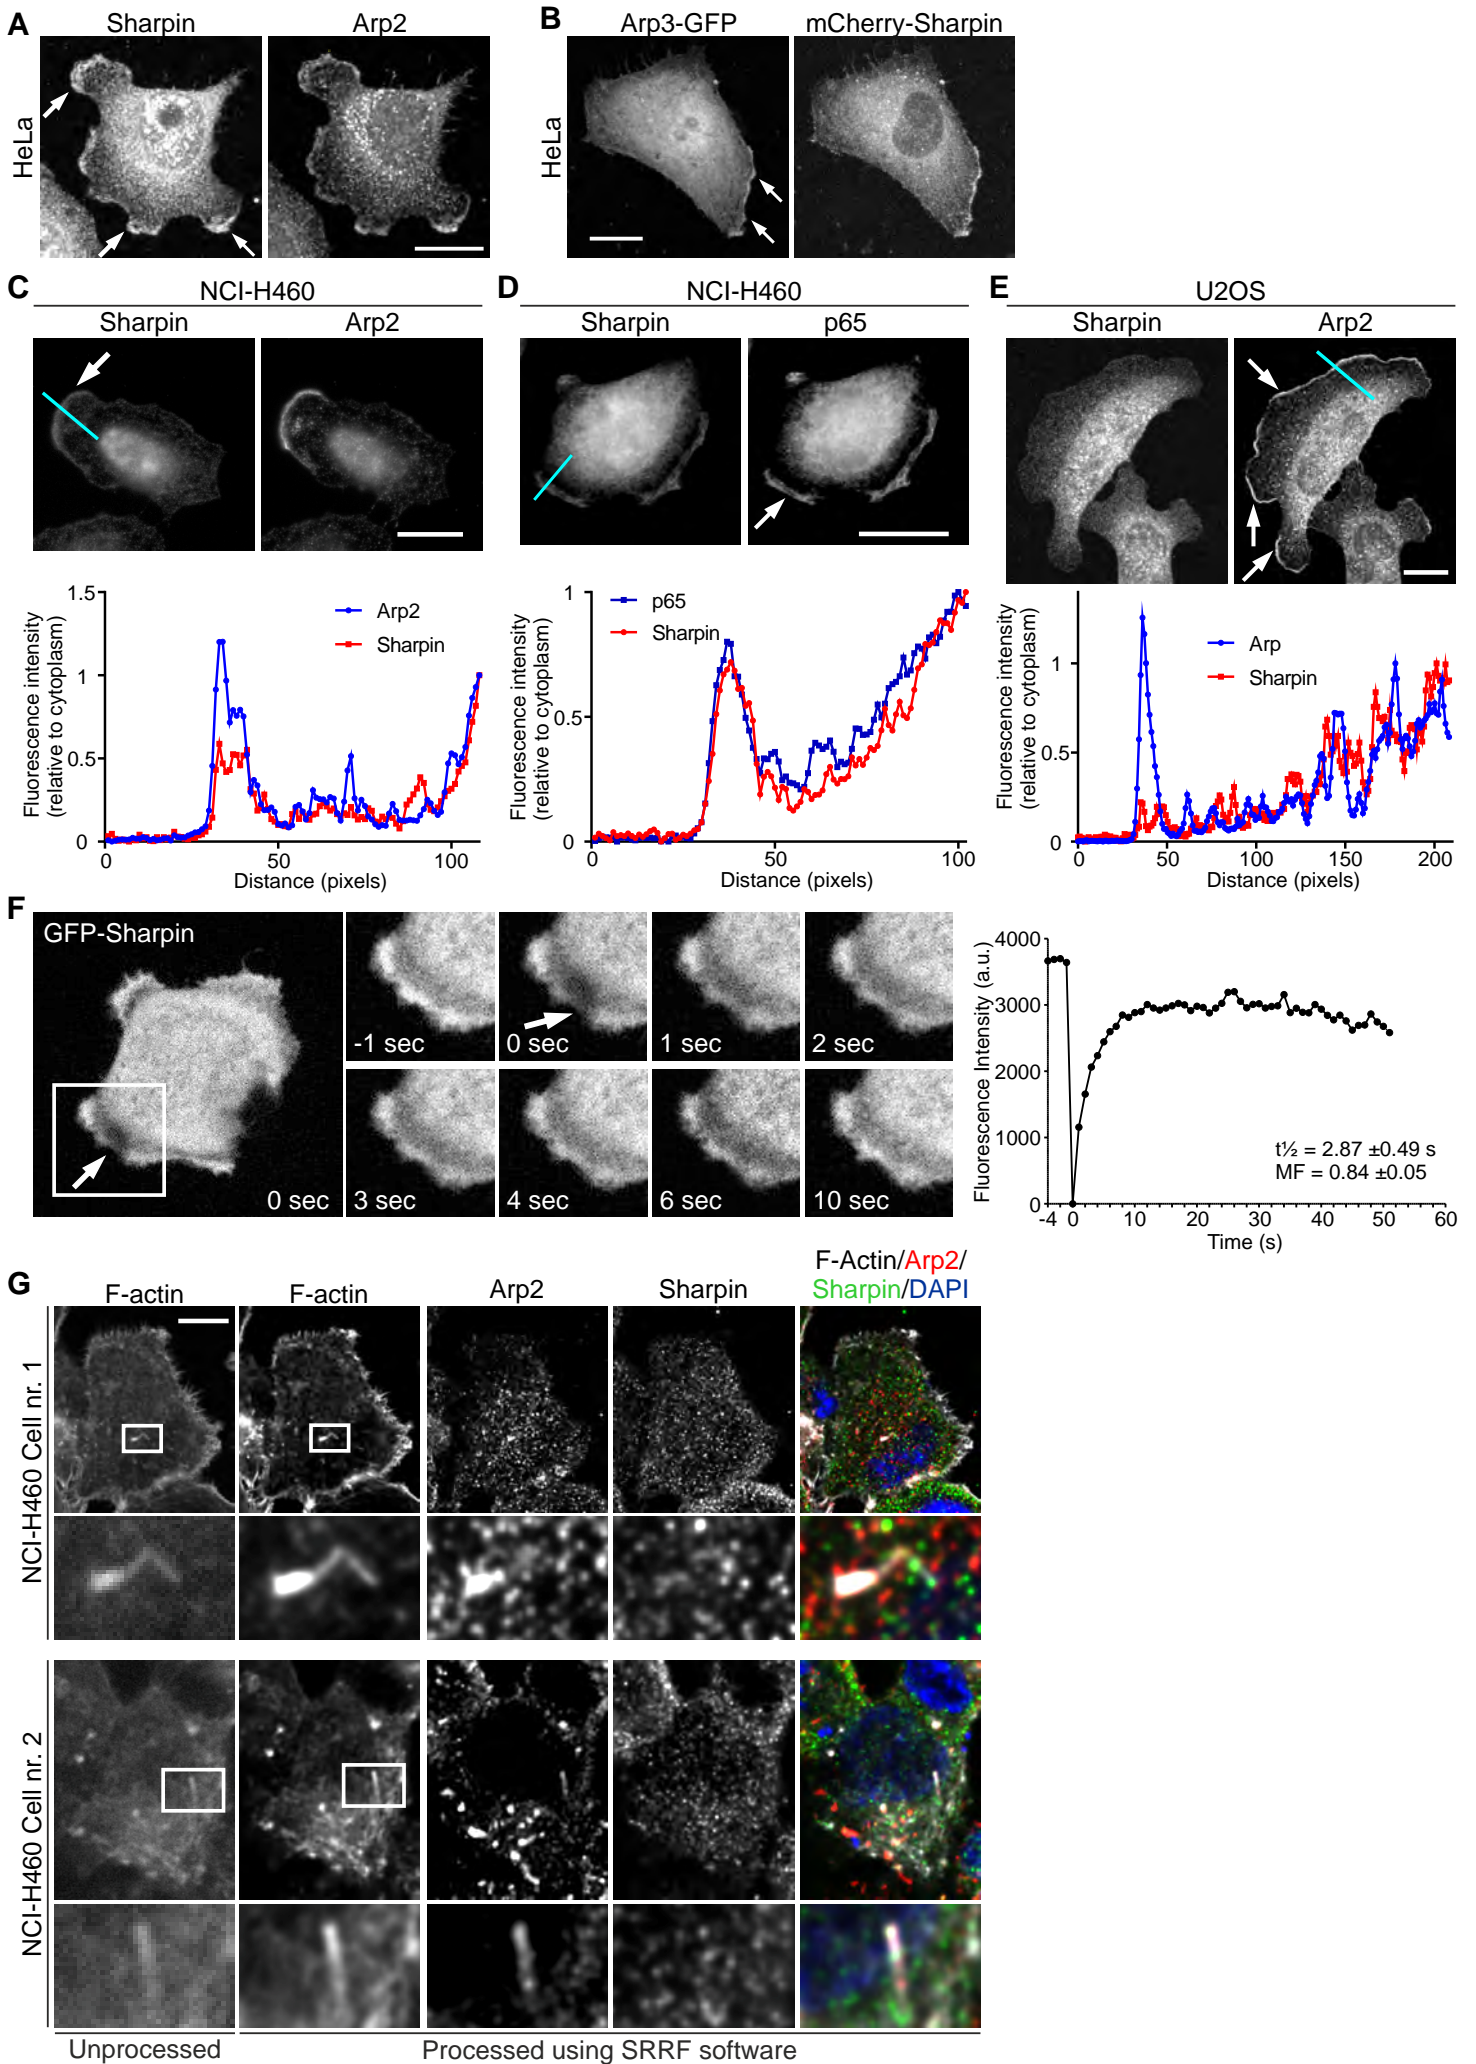 A
Sharpin
Arp2
HeLa
B
Arp3-GFP
mCherry-Sharpin
HeLa
C
NCI-H460
Sharpin
Arp2
D
NCI-H460
Sharpin
p65
E
U2OS
Sharpin
Arp2
Fluorescence intensity
(relative to cytoplasm)
1.5
1
0.5
0
Arp2
Sharpin
0
50
100
Distance (pixels)
Fluorescence intensity
(relative to cytoplasm)
1
0.5
0
p65
Sharpin
0
50
100
Distance (pixels)
Fluorescence intensity
(relative to cytoplasm)
1
0.5
0
Arp
Sharpin
0
50
100
150
200
Distance (pixels)
F
GFP-Sharpin
0 sec
-1 sec
0 sec
1 sec
2 sec
3 sec
4 sec
6 sec
10 sec
Fluorescence Intensity (a.u.)
4000
3000
2000
1000
0
t½ = 2.87 ±0.49 s
MF = 0.84 ±0.05
-4
0
10
20
30
40
50
60
Time (s)
G
F-actin
F-actin
Arp2
Sharpin
F-Actin/Arp2/
Sharpin/DAPI
NCI-H460 Cell nr. 1
NCI-H460 Cell nr. 2
Unprocessed
Processed using SRRF software